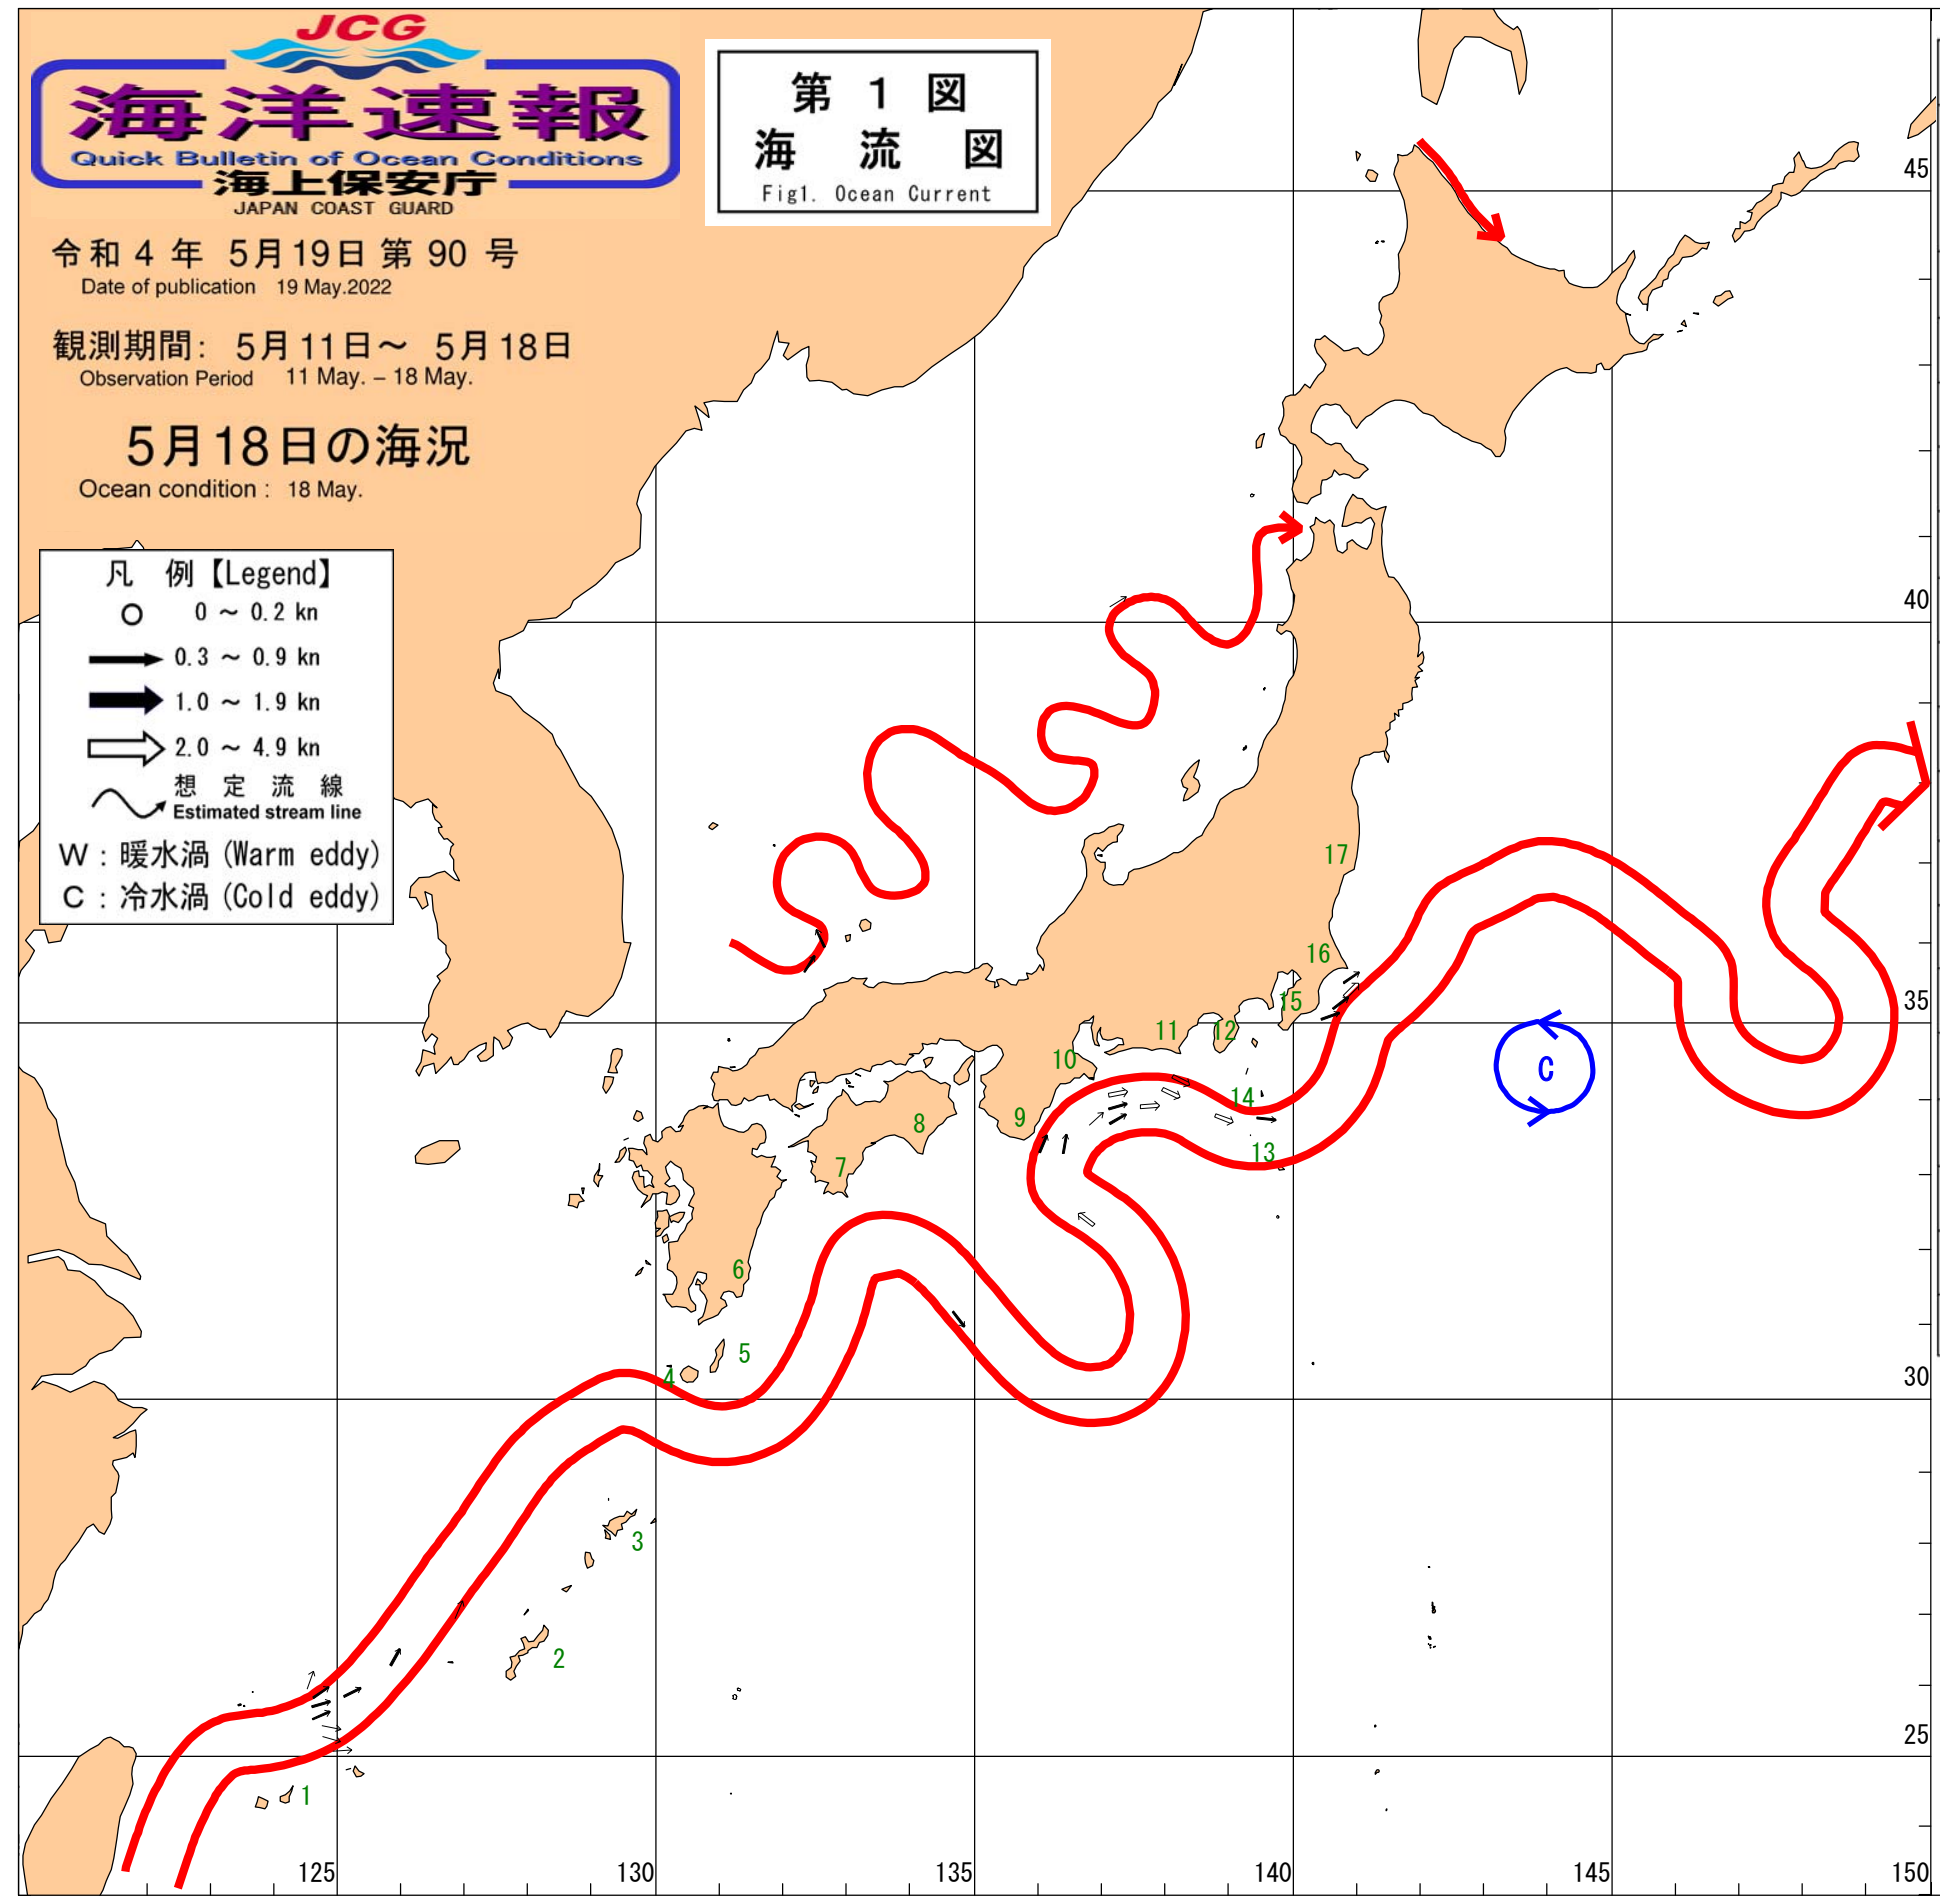 JCG
海洋速報
Quick Bulletin of Ocean Conditions
海上保安庁
JAPAN COAST GUARD
第 1 図
海 流 図
Fig1. Ocean Current
令和 4 年 5月19日 第 90 号
Date of publication 19 May.2022
観測期間: 5月11日～ 5月18日
Observation Period 11 May. – 18 May.
5月18日の海況
Ocean condition : 18 May.
凡 例【Legend】
0 ～ 0.2 kn
0.3 ～ 0.9 kn
1.0 ～ 1.9 kn
2.0 ～ 4.9 kn
想 定 流 線
Estimated stream line
W : 暖水渦 (Warm eddy)
C : 冷水渦 (Cold eddy)
45
40
17
16
15
35
12
11
10
C
14
9
8
13
7
6
5
4
30
3
2
25
1
125
130
135
140
145
150